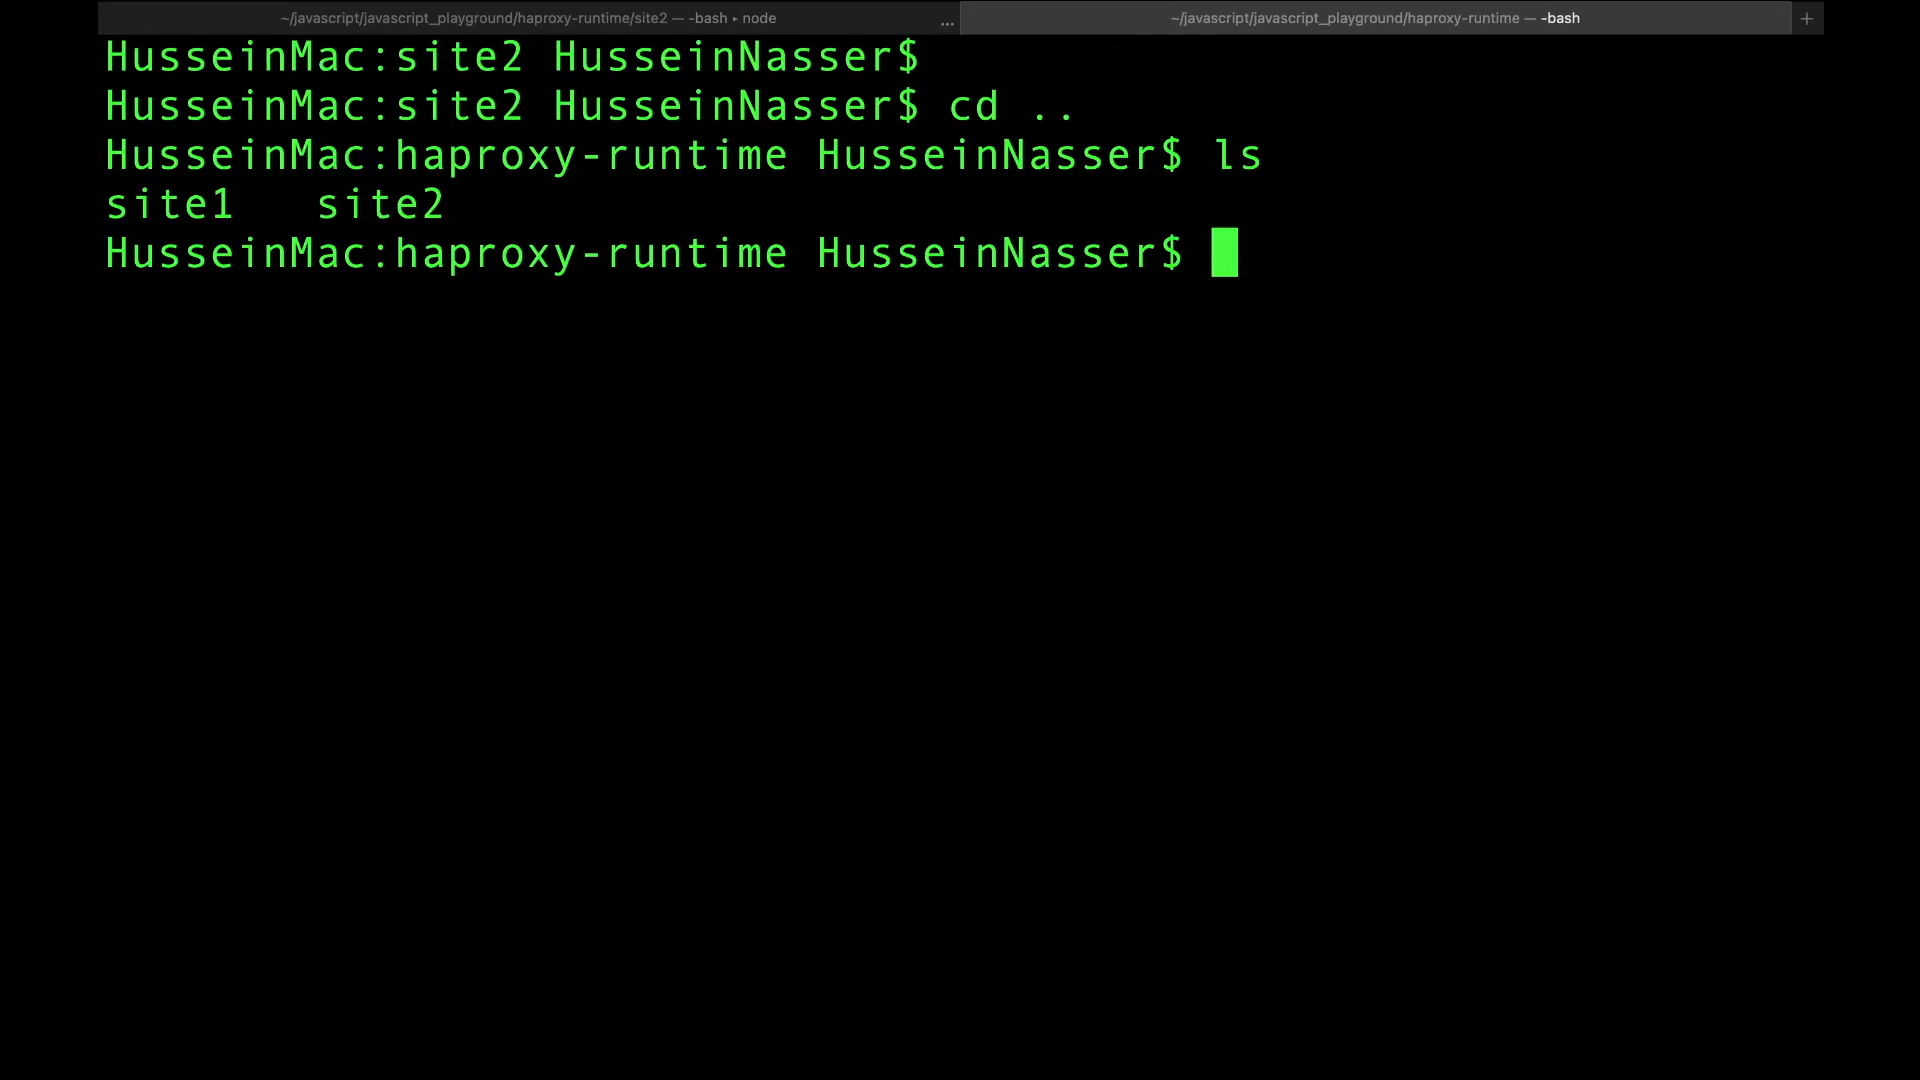 ~/javascript/javascript_playground/haproxy-runtime/site2 — -bash ▸ node ... ~/javascript/javascript_playground/haproxy-runtime — -bash +
HusseinMac:site2 HusseinNasser$
HusseinMac:site2 HusseinNasser$ cd ..
HusseinMac:haproxy-runtime HusseinNasser$ ls
site1   site2
HusseinMac:haproxy-runtime HusseinNasser$